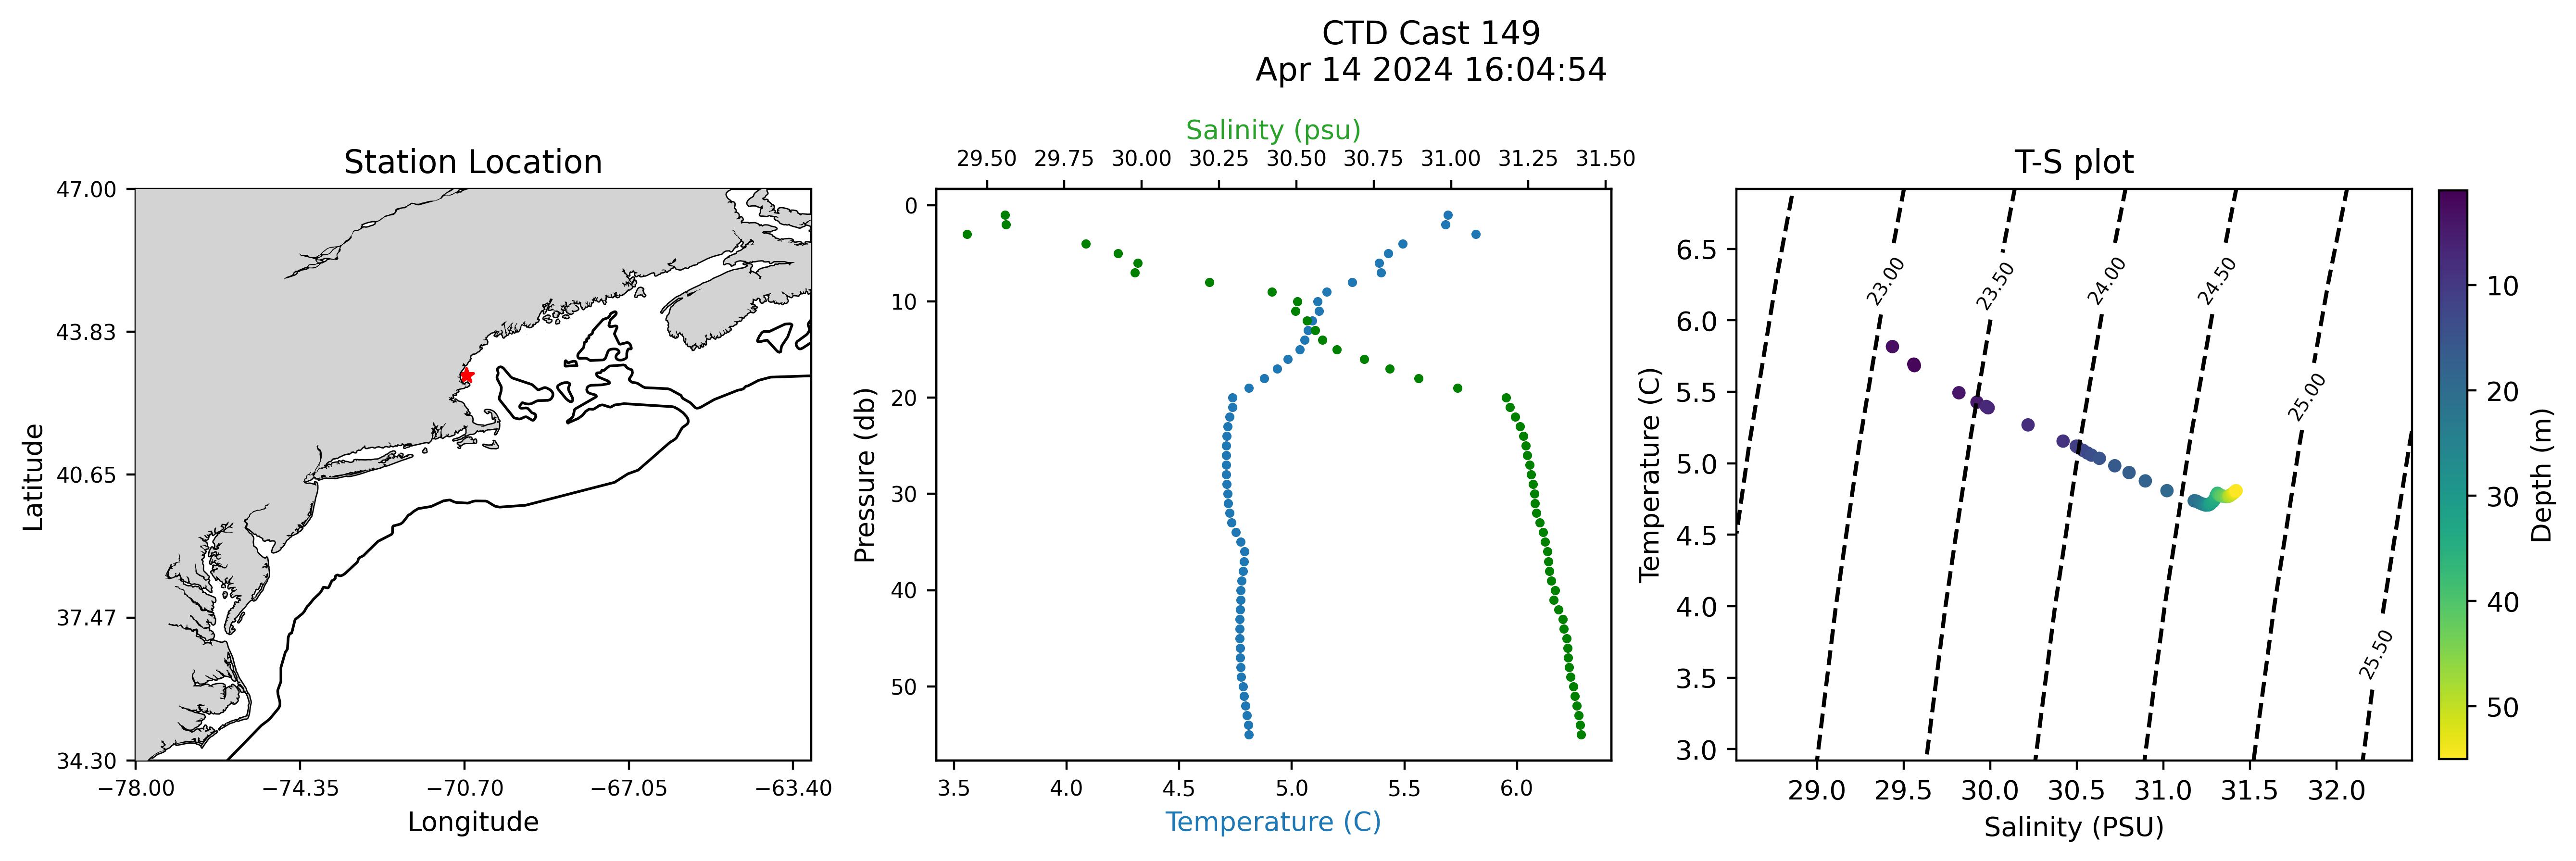 CTD Cast 149
Apr 14 2024 16:04:54
Station Location
47.00
43.83
40.65
37.47
34.30
Latitude
−78.00 −74.35 −70.70 −67.05 −63.40
Longitude
Salinity (psu)
29.50 29.75 30.00 30.25 30.50 30.75 31.00 31.25 31.50
0
10
20
30
40
50
Pressure (db)
3.5 4.0 4.5 5.0 5.5 6.0
Temperature (C)
T-S plot
6.5
6.0
5.5
5.0
4.5
4.0
3.5
3.0
Temperature (C)
23.00
23.50
24.00
24.50
25.00
25.50
29.0 29.5 30.0 30.5 31.0 31.5 32.0
Salinity (PSU)
10
20
30
40
50
Depth (m)